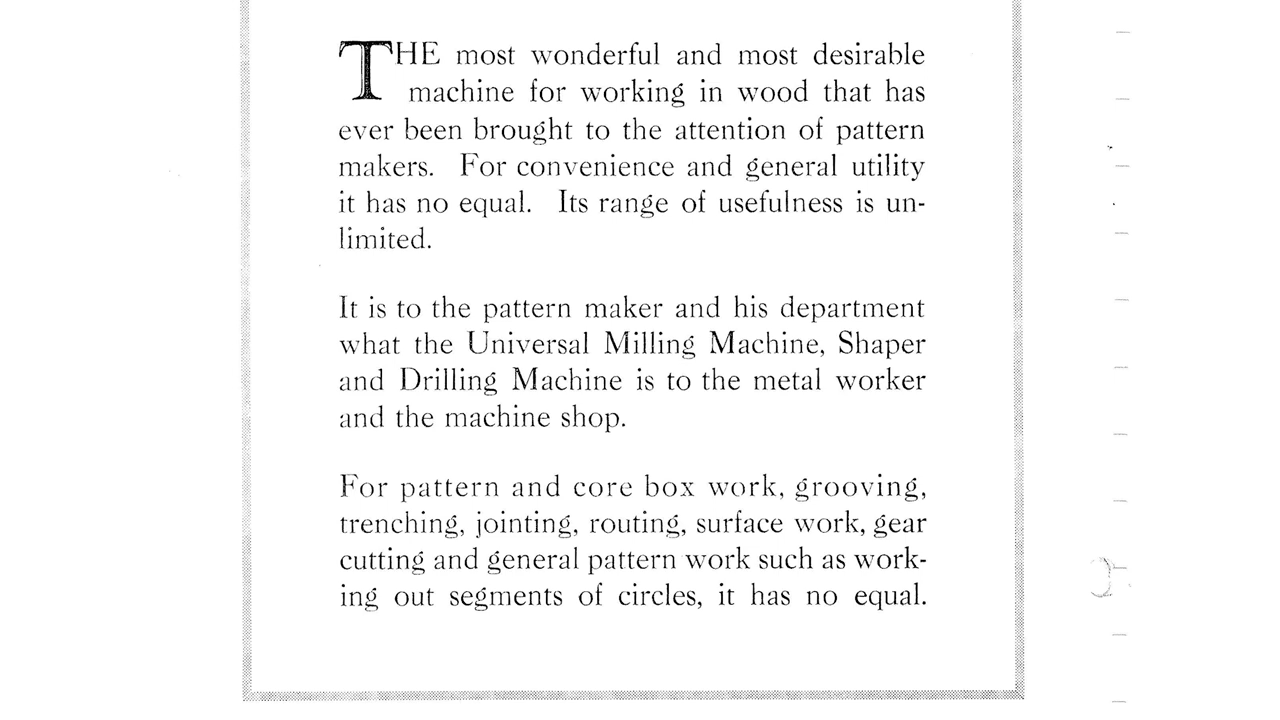 THE most wonderful and most desirable
machine for working in wood that has
ever been brought to the attention of pattern
makers. For convenience and general utility
it has no equal. Its range of usefulness is un-
limited.
It is to the pattern maker and his department
what the Universal Milling Machine, Shaper
and Drilling Machine is to the metal worker
and the machine shop.
For pattern and core box work, grooving,
trenching, jointing, routing, surface work, gear
cutting and general pattern work such as work-
ing out segments of circles, it has no equal.